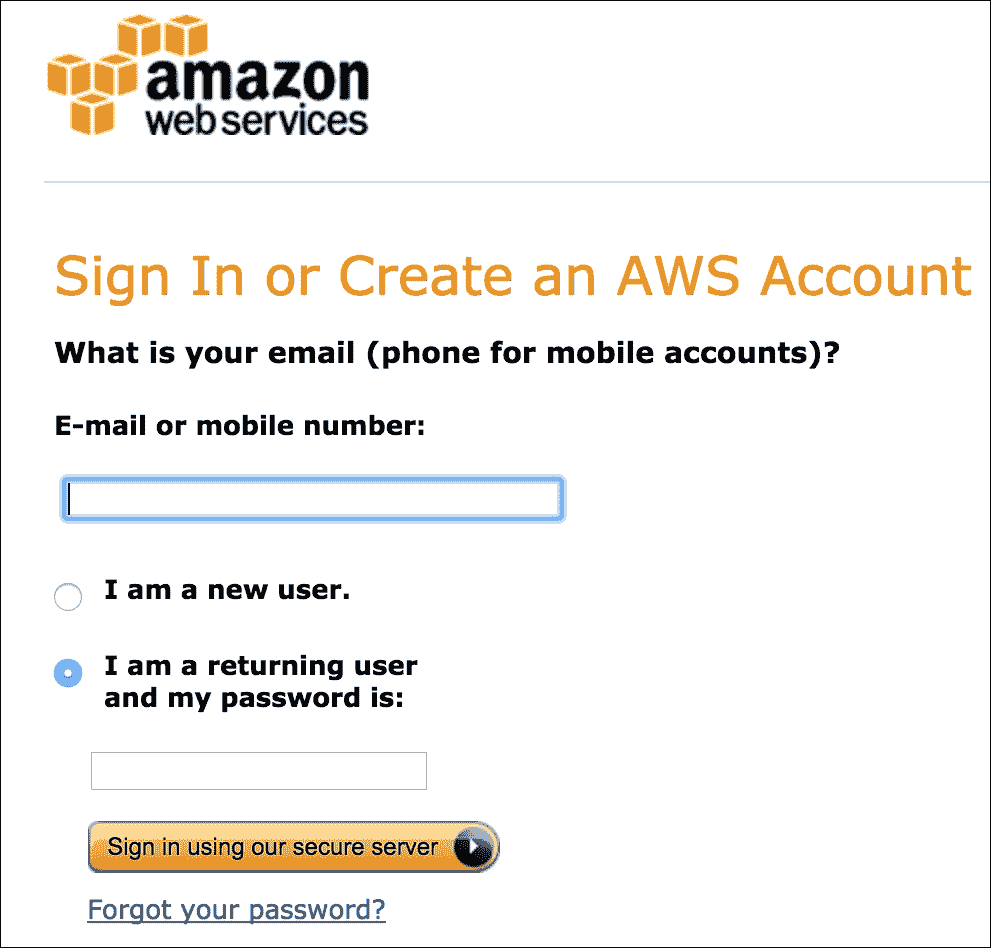 amazon
web services
Sign In or Create an AWS Account
What is your email (phone for mobile accounts)?
E-mail or mobile number:
I am a new user.
I am a returning user
and my password is:
Sign in using our secure server
Forgot your password?